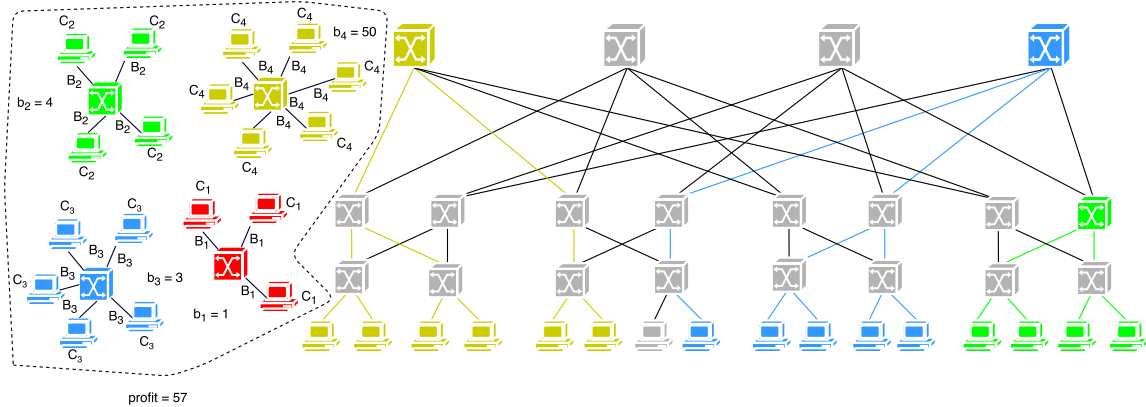 C2
C2
B2
B2
b2 = 4
B2
B2
C2
C2
C4
C4
b4 = 50
B4
B4
C4
B4
C4
B4
B4
B4
C4
C4
C3
C3
B3
B3
C3
B3
B3
B3
C3
C3
b3 = 3
C1
C1
B1
B1
B1
C1
b1 = 1
profit = 57